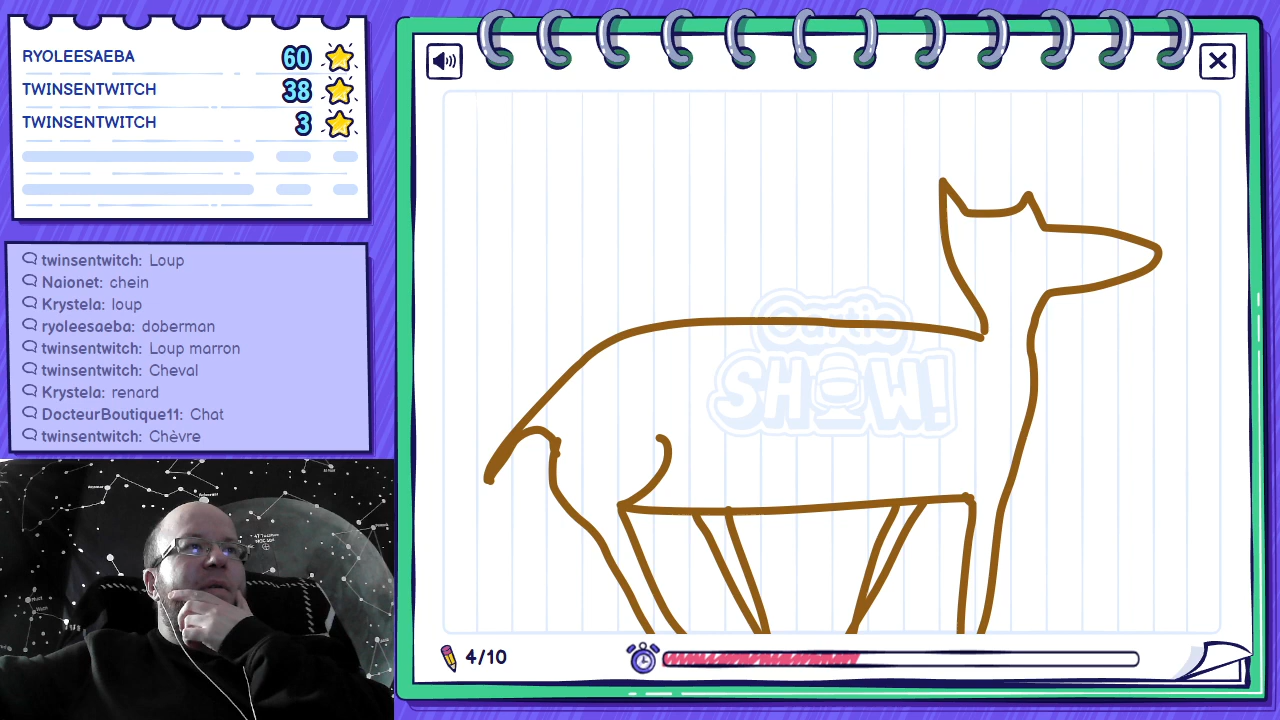 RYOLEESAEBA 60
TWINSENTWITCH 38
TWINSENTWITCH 3
twinsentwitch: Loup
Naionet: chein
Krystela: loup
ryoleesaeba: doberman
twinsentwitch: Loup marron
twinsentwitch: Cheval
Krystela: renard
DocteurBoutique11: Chat
twinsentwitch: Chèvre
Gartic
SHOW!
4/10